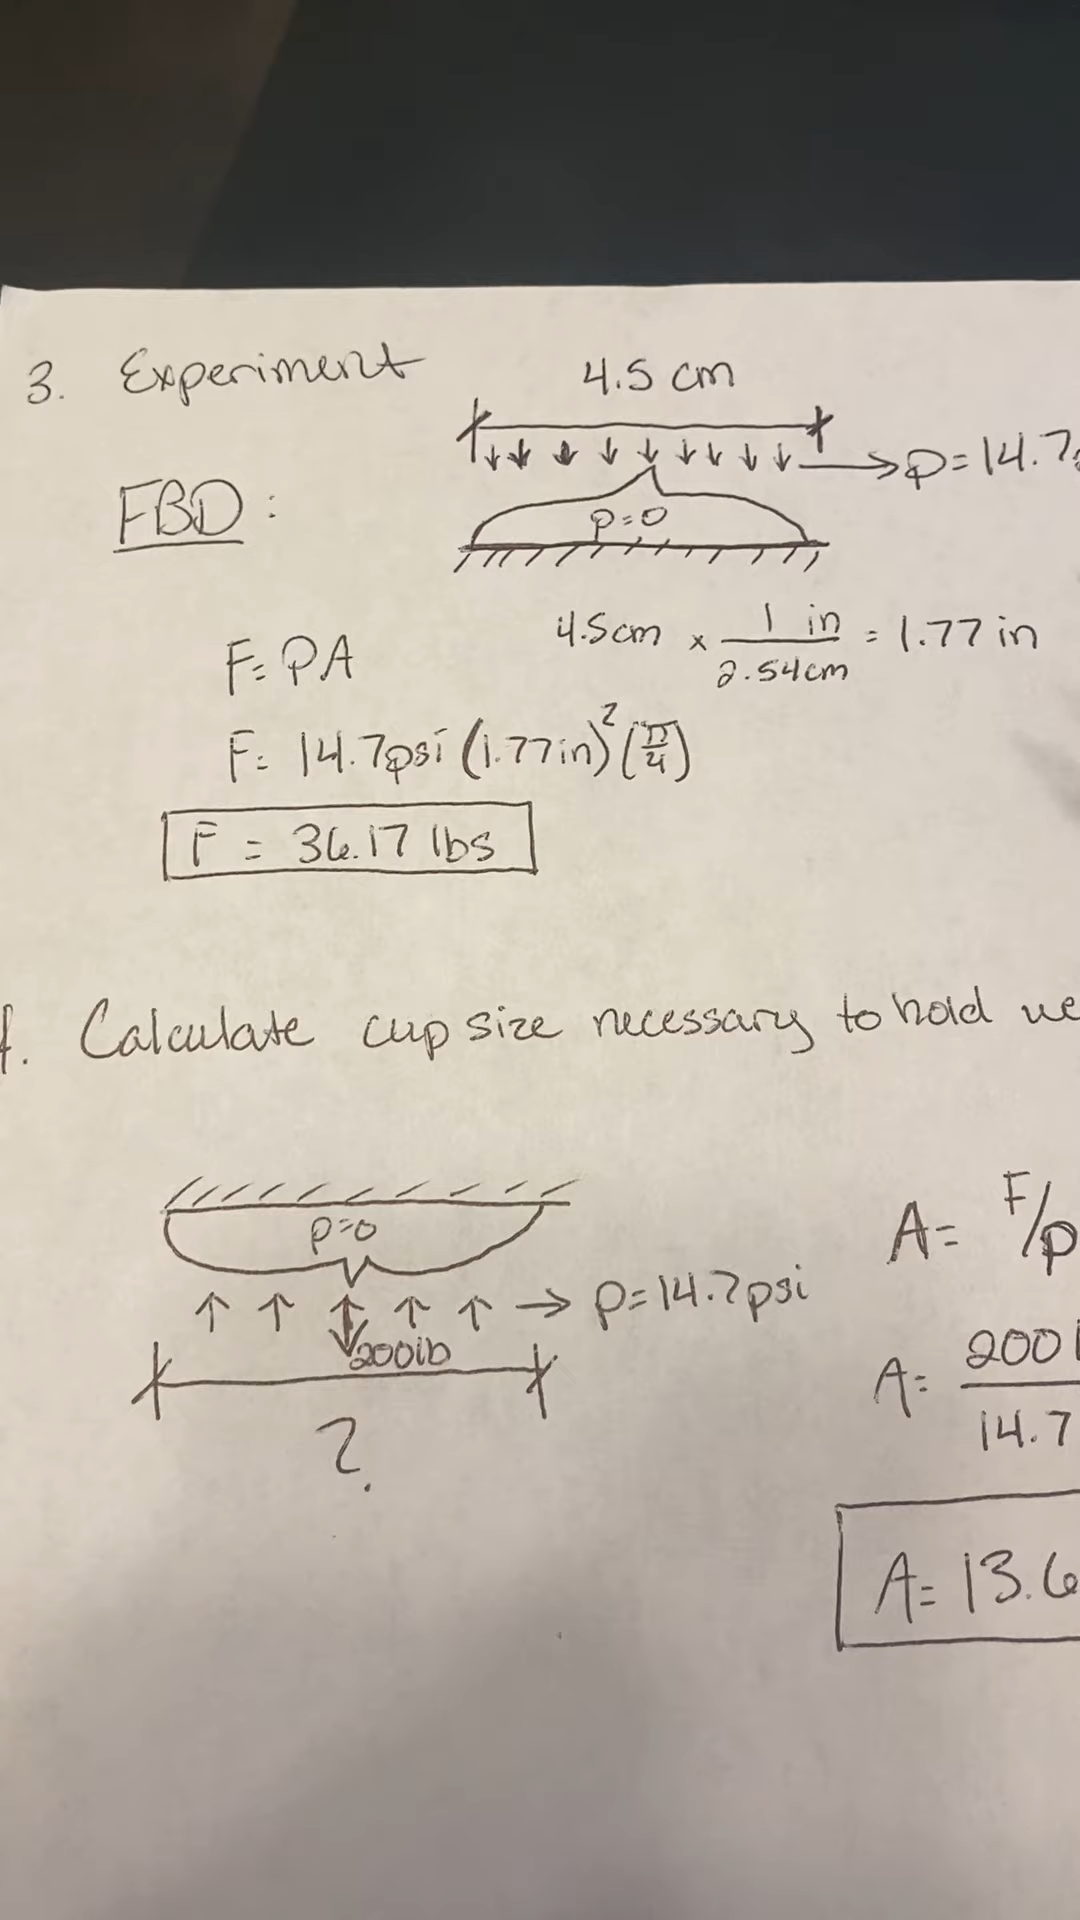 3. Experiment
4.5 cm
p=14.7
FBD:
p=0
4.5cm x 1 in / 2.54cm = 1.77 in
F= PA
F= 14.7psi (1.77in)² (π/4)
F = 36.17 lbs
Calculate cup size necessary to hold
p=0
A= F/p
p=14.7psi
200lb
A= 200 / 14.7
?
A= 13.6